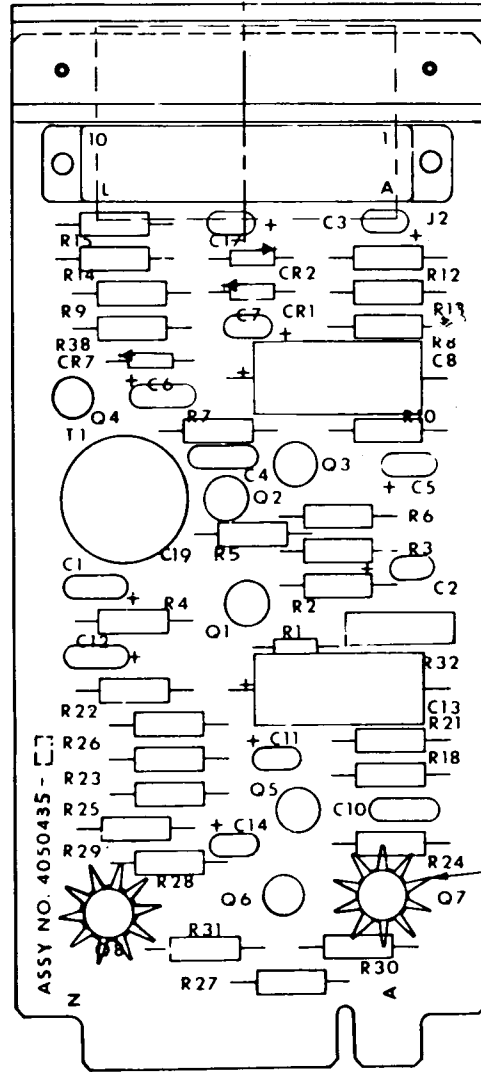 10 1
L A
J2
R15 C17 + C3 +
R14 CR2 R12
R9 CR1 R13
R38 C7 + R8
CR7 + C6 + C8
Q4
T1 R7 R10
C4 Q3 + C5
Q2
R6
C19 R5 R3
C1 + +
R4 R2 C2
Q1 R1
C12 + R32
+
R22 C13
R26 + C11 R21
R23 R18
R25 Q5 C10
R29 + C14
R28 R24
Q6 Q7
Q8 R31 R30
R27
N A
ASSY NO. 4050435-